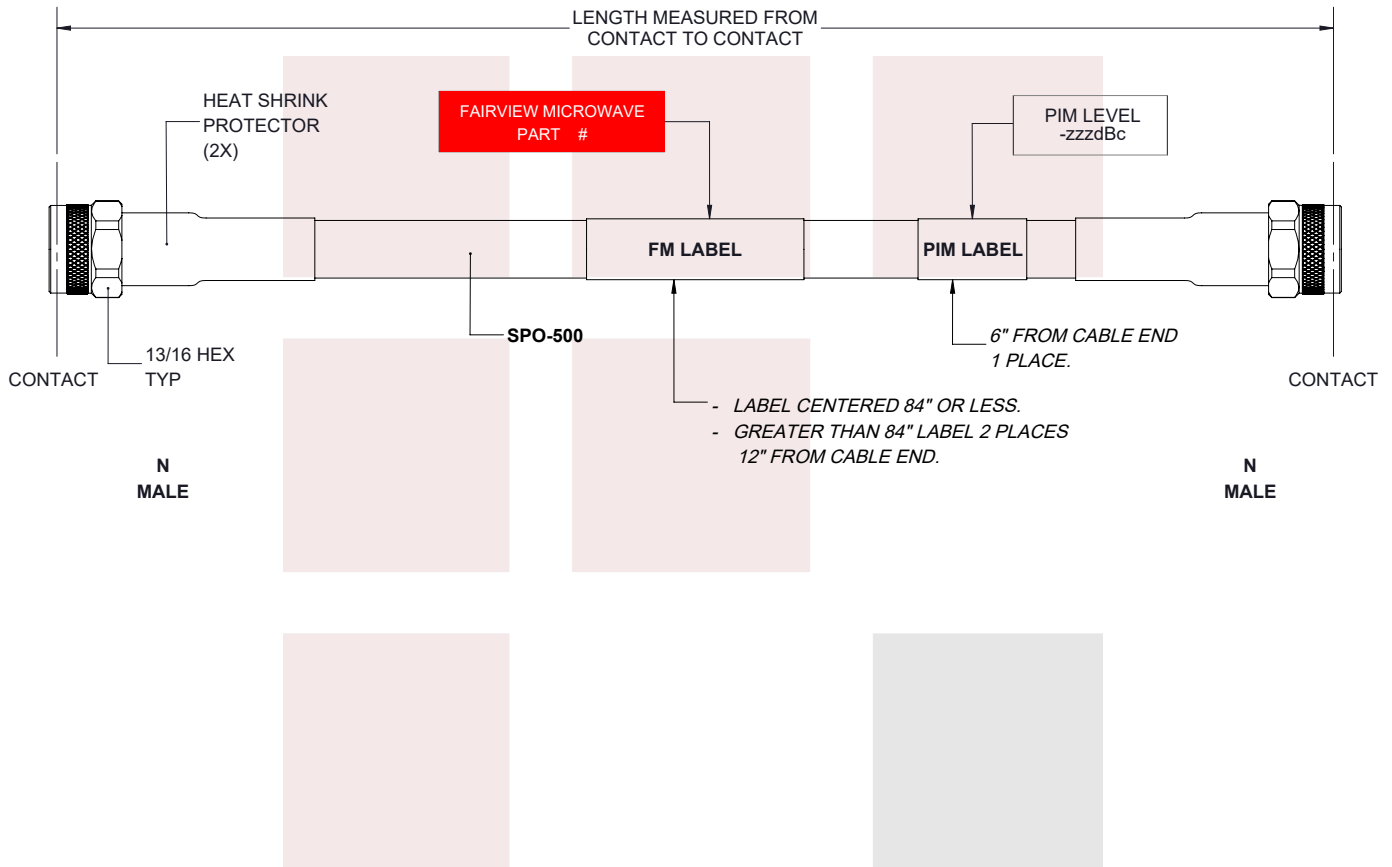 LENGTH MEASURED FROM
CONTACT TO CONTACT
HEAT SHRINK
PROTECTOR
(2X)
FAIRVIEW MICROWAVE
PART #
PIM LEVEL
-zzzdBc
FM LABEL
PIM LABEL
SPO-500
6" FROM CABLE END
1 PLACE.
13/16 HEX
TYP
CONTACT
CONTACT
- LABEL CENTERED 84" OR LESS.
- GREATER THAN 84" LABEL 2 PLACES
12" FROM CABLE END.
N
MALE
N
MALE